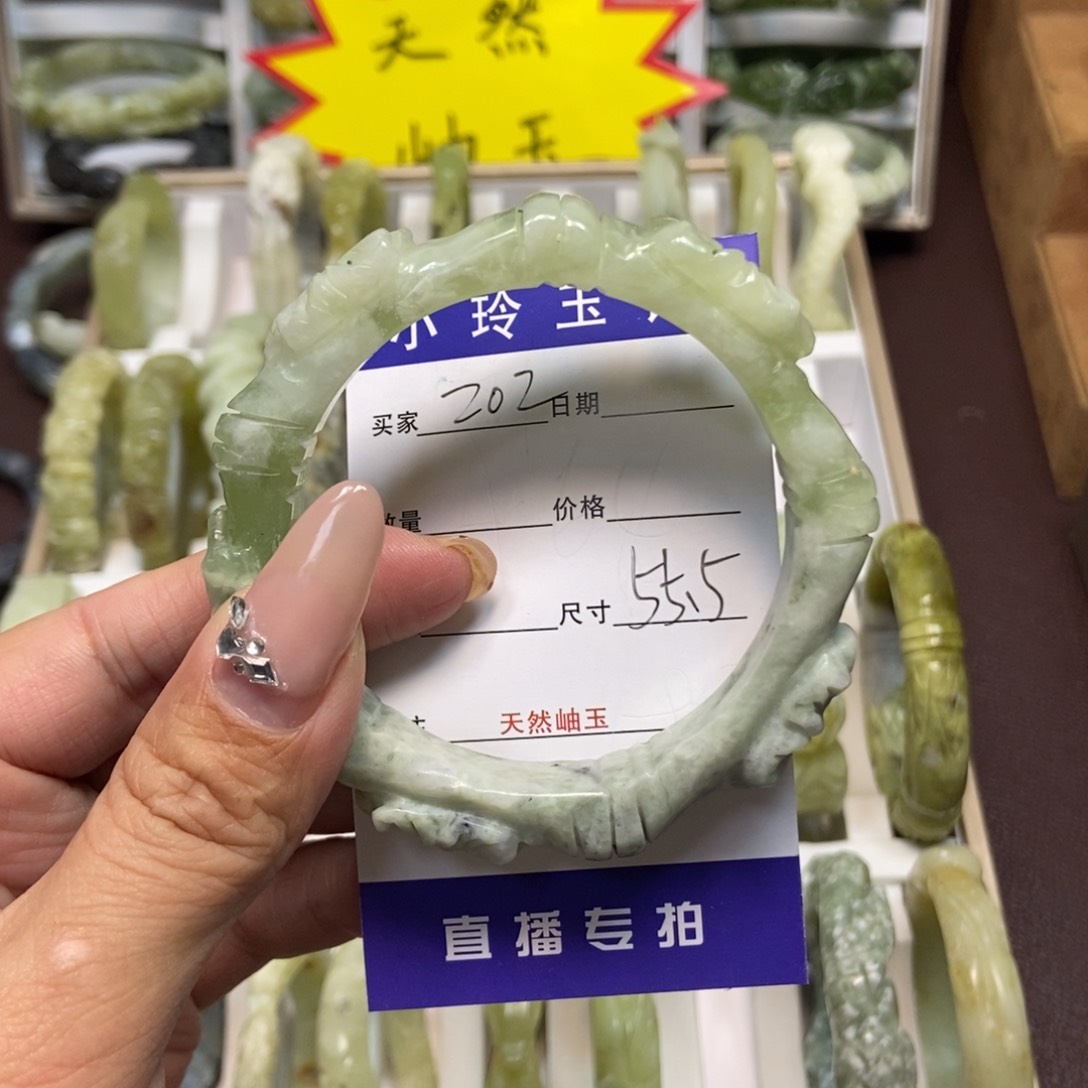 天然
岫玉
小玲玉
买家 202 日期
数量 价格
尺寸 55.5
天然岫玉
直播专拍